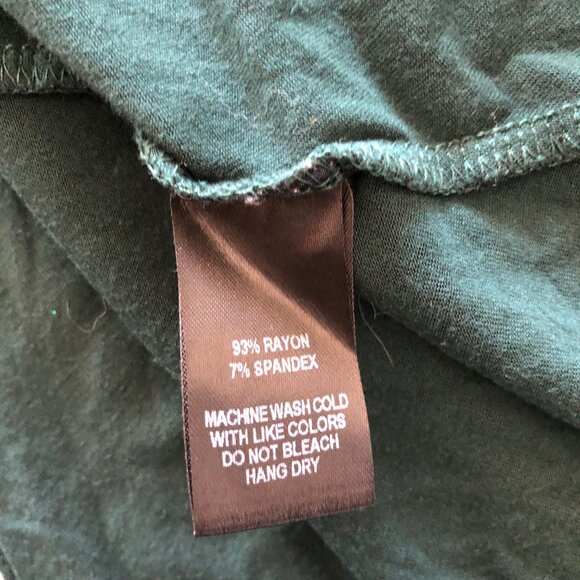 93% RAYON
7% SPANDEX
MACHINE WASH COLD
WITH LIKE COLORS
DO NOT BLEACH
HANG DRY